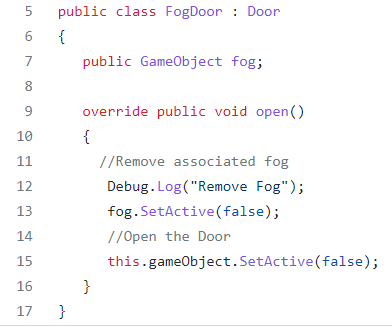 5 public class FogDoor : Door
6 {
7 public GameObject fog;
8
9 override public void open()
10 {
11 //Remove associated fog
12 Debug.Log("Remove Fog");
13 fog.SetActive(false);
14 //Open the Door
15 this.gameObject.SetActive(false);
16 }
17 }